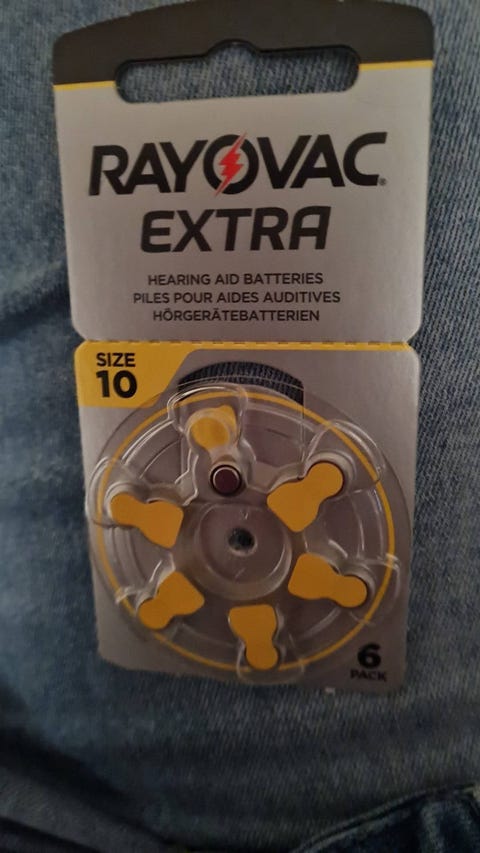 RAYOVAC®
EXTRA
HEARING AID BATTERIES
PILES POUR AIDES AUDITIVES
HÖRGERÄTEBATTERIEN
SIZE
10
6
PACK